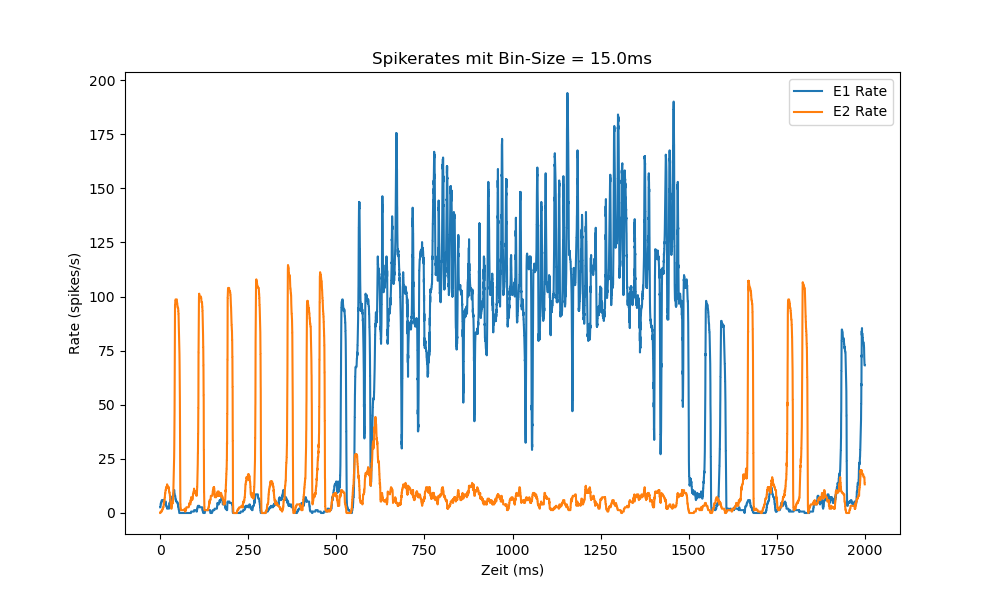 Spikerates mit Bin-Size = 15.0ms
E1 Rate
E2 Rate
200
175
150
125
100
75
50
25
0
Rate (spikes/s)
0 250 500 750 1000 1250 1500 1750 2000
Zeit (ms)